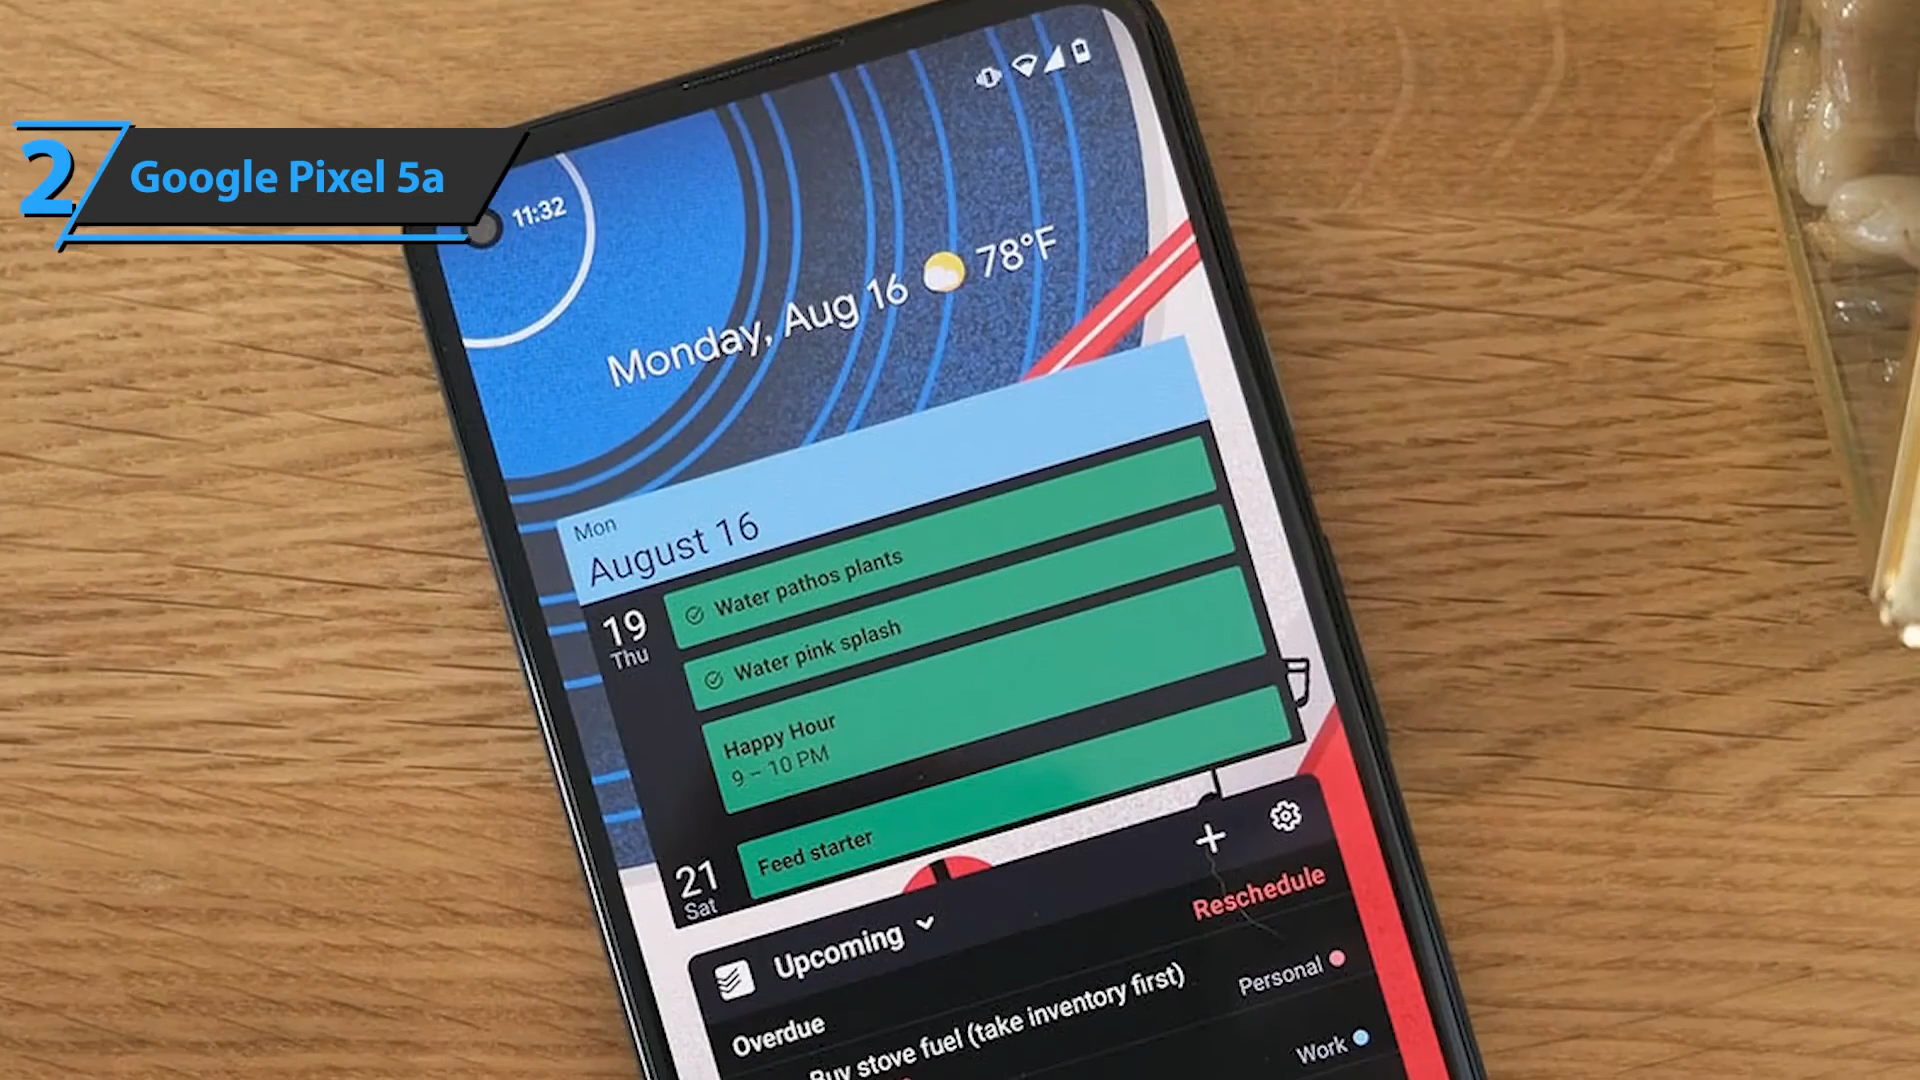 2
Google Pixel 5a
11:32
Monday, Aug 16 78°F
Mon
August 16
19
Thu
Water pathos plants
Water pink splash
Happy Hour
9 – 10 PM
21
Sat
Feed starter
Upcoming
Reschedule
Overdue
Buy stove fuel (take inventory first)
Personal
Work